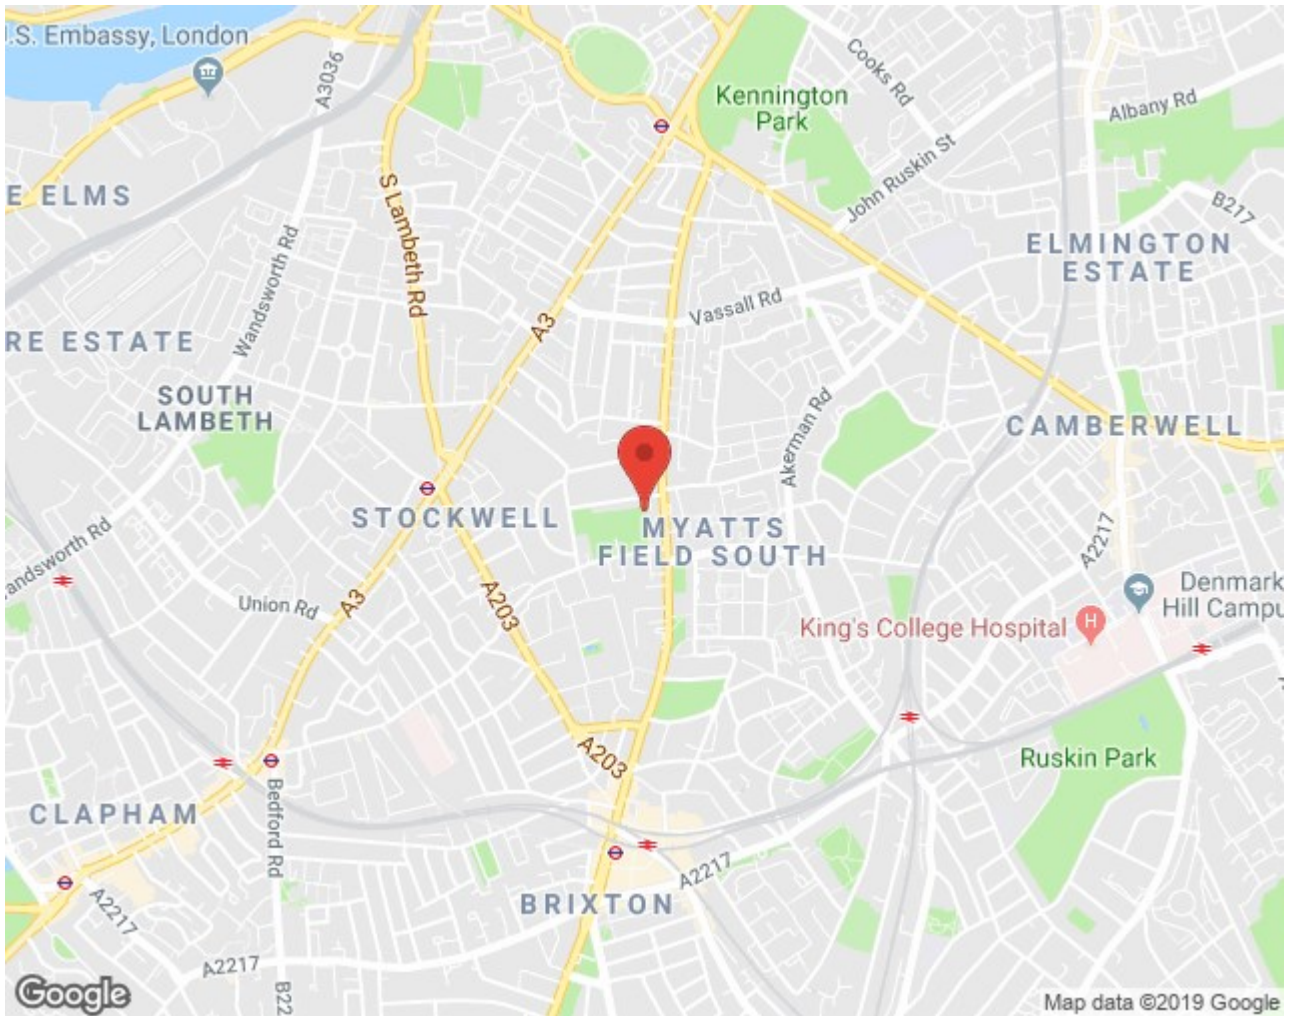 .S. Embassy, London
A3036
Cooks Rd
Kennington
Park
Albany Rd
John Ruskin St
E ELMS
S Lambeth Rd
B217
Wandsworth Rd
ELMINGTON
ESTATE
Vassall Rd
A3
RE ESTATE
SOUTH
LAMBETH
Akerman Rd
CAMBERWELL
STOCKWELL
MYATTS
FIELD SOUTH
A2217
andsworth Rd
Union Rd
A3
A203
Denmark
Hill Campu
King's College Hospital
H
A203
Ruskin Park
CLAPHAM
Bedford Rd
A2217
BRIXTON
A2217
A2217
B22
Google
Map data ©2019 Google